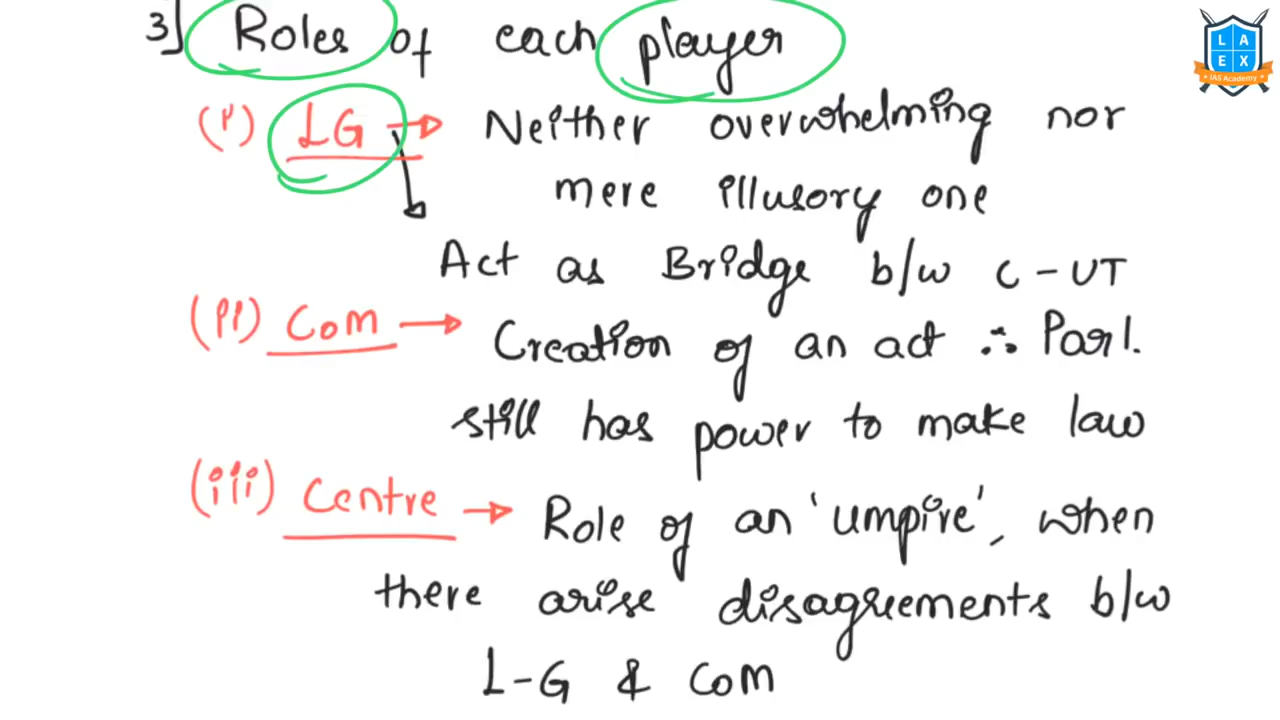 3] Roles of each player
(i) LG → Neither overwhelming nor
mere illusory one
Act as Bridge b/w C-UT
(ii) CoM → Creation of an act ∴ Parl.
still has power to make law
(iii) Centre → Role of an 'umpire', when
there arise disagreements b/w
L-G & CoM
L A
E X
IAS Academy